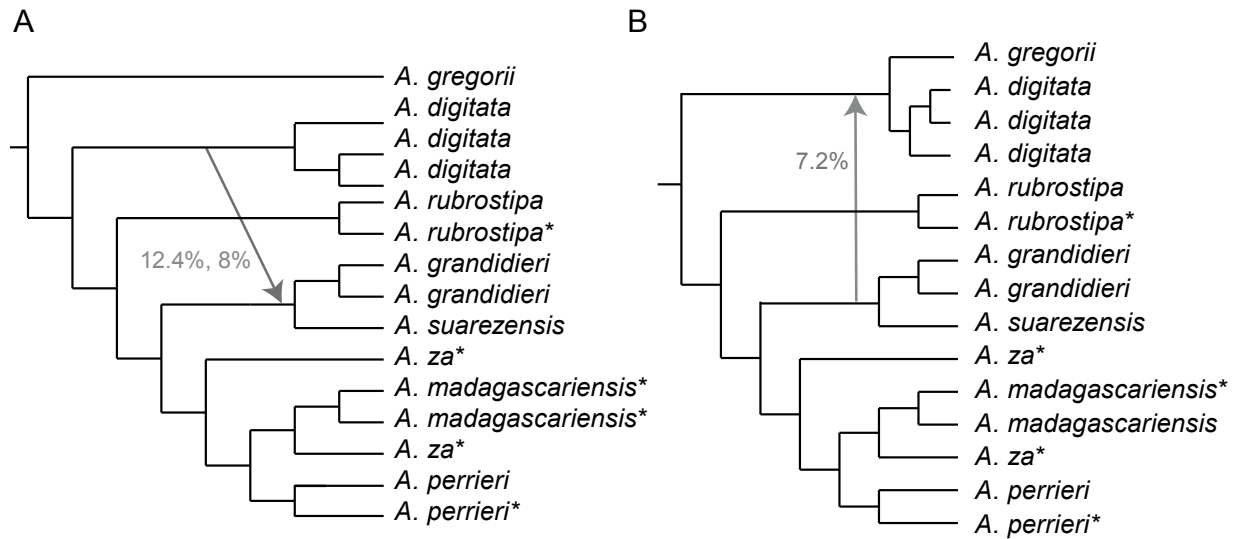 A
A. gregorii
A. digitata
A. digitata
A. digitata
A. rubrostipa
A. rubrostipa*
12.4%, 8%
A. grandidieri
A. grandidieri
A. suarezensis
A. za*
A. madagascariensis*
A. madagascariensis*
A. za*
A. perrieri
A. perrieri*
B
A. gregorii
A. digitata
A. digitata
A. digitata
7.2%
A. rubrostipa
A. rubrostipa*
A. grandidieri
A. grandidieri
A. suarezensis
A. za*
A. madagascariensis*
A. madagascariensis
A. za*
A. perrieri
A. perrieri*